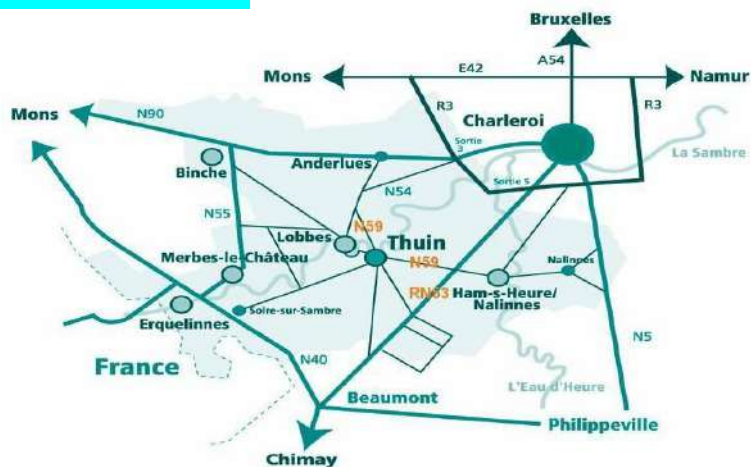 Bruxelles
A54
E42
Mons
Namur
R3
R3
Charleroi
Mons
N90
Sortie
3
La Sambre
Anderlues
Binche
Sortie 5
N54
N55
N59
Lobbes
Thuin
Merbes-le-Château
N59
Nalinnes
RN53
Ham-s-Heure/
Nalinnes
Solre-sur-Sambre
Erquelinnes
France
N40
N5
L'Eau d'Heure
Beaumont
Philippeville
Chimay